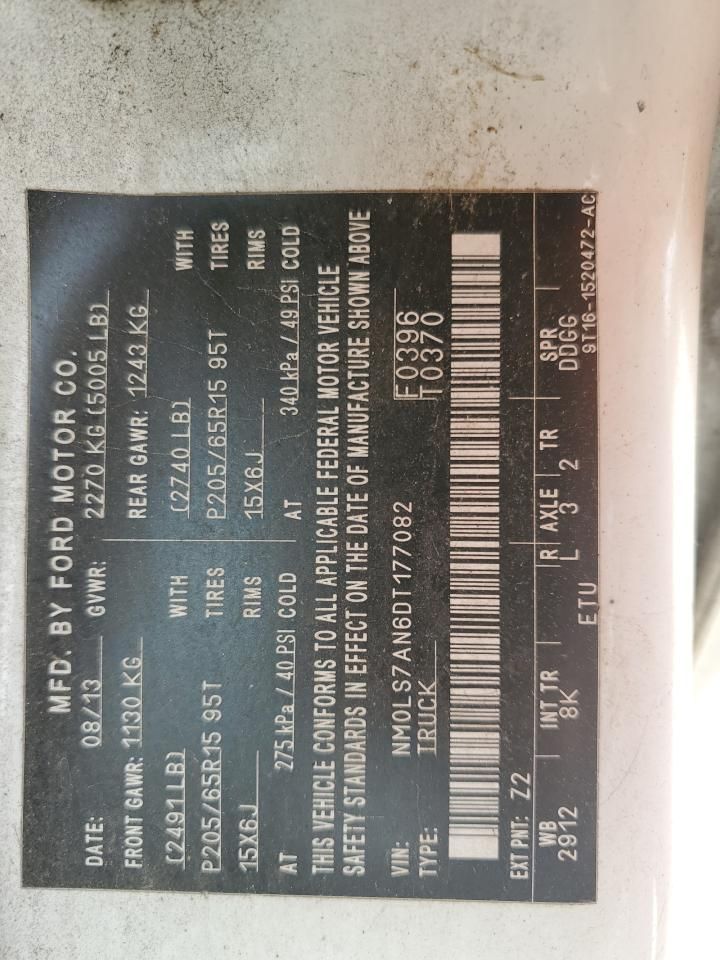 MFD. BY FORD MOTOR CO.
DATE: 08/13 GVWR: 2270 KG (5005 LB)
FRONT GAWR: 1130 KG REAR GAWR: 1243 KG
(2491LB) WITH (2740 LB) WITH
P205/65R15 95T TIRES P205/65R15 95T TIRES
15X6J RIMS 15X6J RIMS
AT 275 kPa / 40 PSI COLD AT 340 kPa / 49 PSI COLD
THIS VEHICLE CONFORMS TO ALL APPLICABLE FEDERAL MOTOR VEHICLE
SAFETY STANDARDS IN EFFECT ON THE DATE OF MANUFACTURE SHOWN ABOVE
VIN: NM0LS7AN6DT177082 F0396
TYPE: TRUCK T0370
EXT PNT: Z2
WB INT TR R AXLE TR SPR
2912 8K L 3 2 DDGG
ETU 9T16-1520472-AC